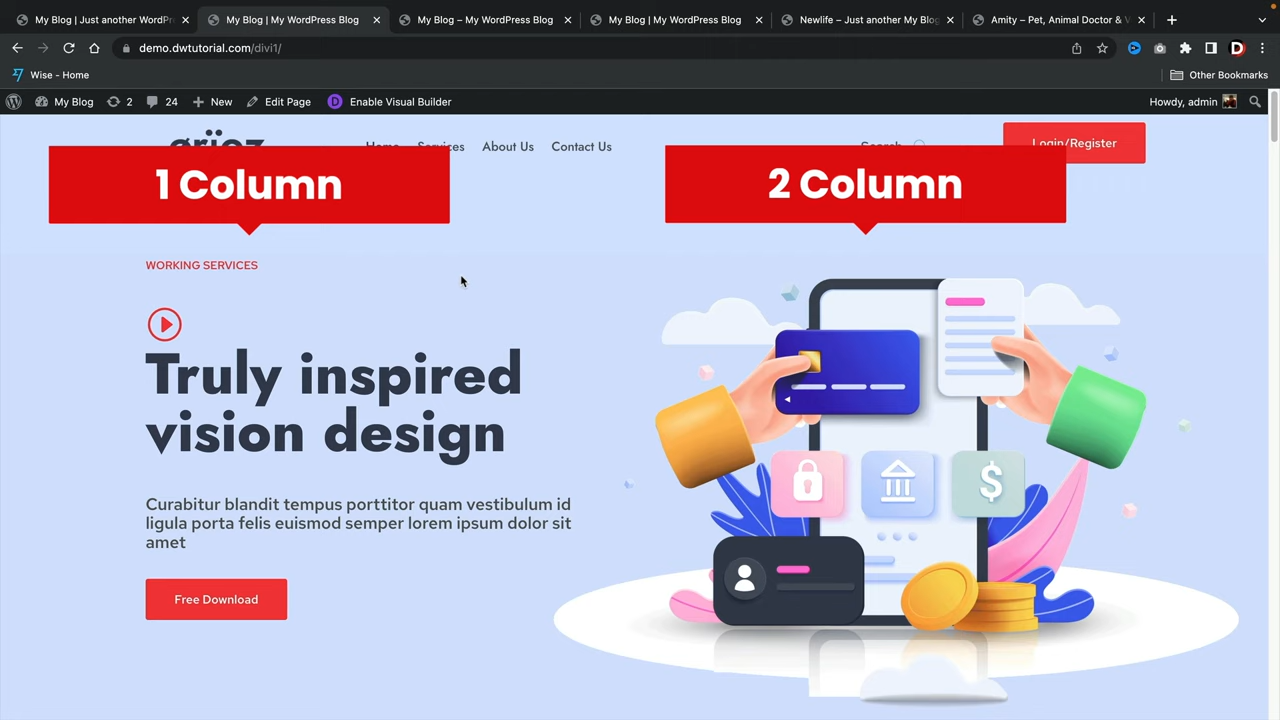 My Blog | Just another WordPr
My Blog | My WordPress Blog
My Blog – My WordPress Blog
My Blog | My WordPress Blog
Newlife – Just another My Blog
Amity – Pet, Animal Doctor & V
demo.dwtutorial.com/divi1/
Wise - Home
Other Bookmarks
My Blog
2
24
New
Edit Page
D
Enable Visual Builder
Howdy, admin
Home
Services
About Us
Contact Us
Search
Login/Register
1 Column
2 Column
WORKING SERVICES
Truly inspired
vision design
Curabitur blandit tempus porttitor quam vestibulum id
ligula porta felis euismod semper lorem ipsum dolor sit
amet
Free Download
$